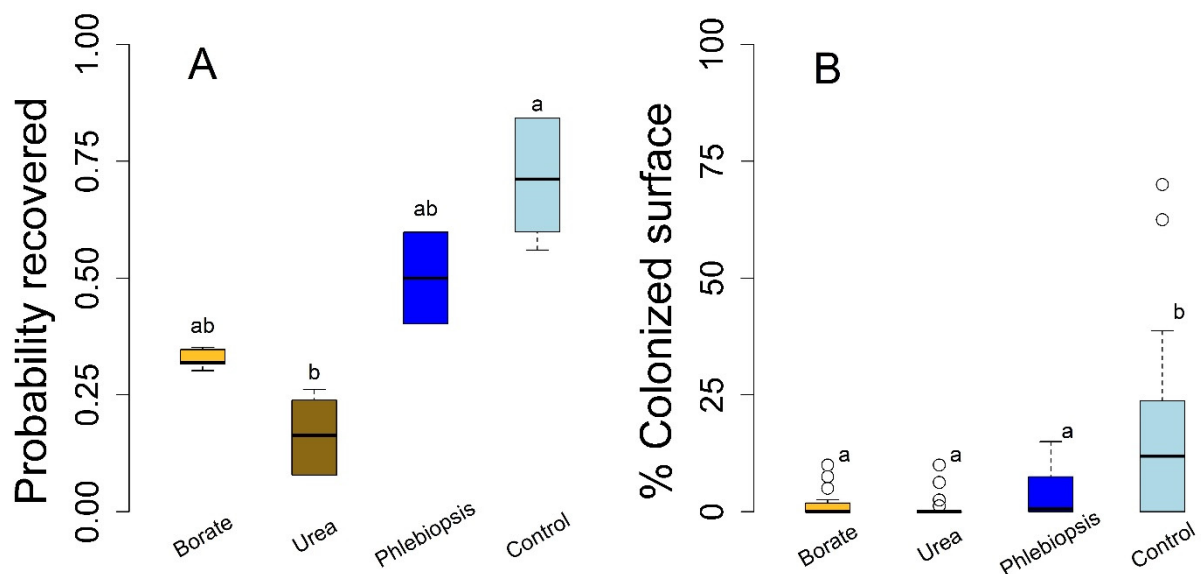 A
Probability recovered
1.00
0.75
0.50
0.25
0.00
ab
b
ab
a
Borate
Urea
Phlebiopsis
Control
B
% Colonized surface
100
75
50
25
0
a
a
a
b
Borate
Urea
Phlebiopsis
Control